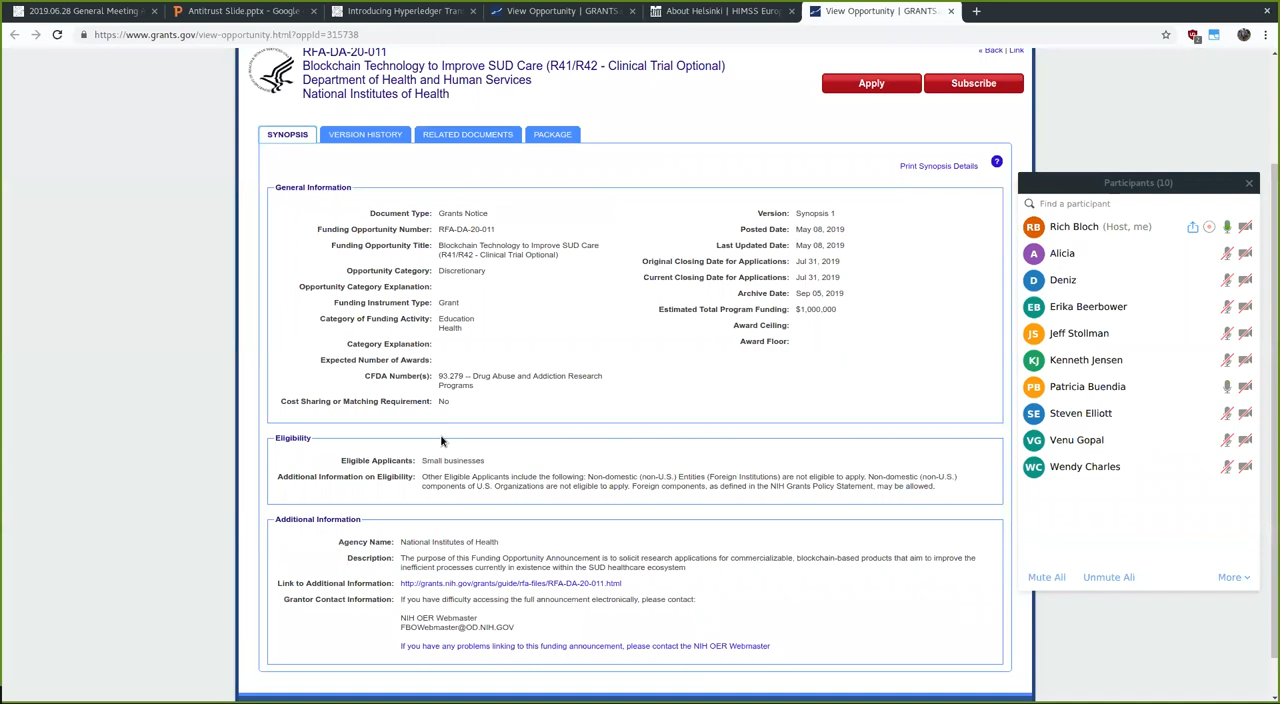 2019.06.28 General Meeting
Antitrust Slide.pptx - Google
Introducing Hyperledger Tran
View Opportunity | GRANTS
About Helsinki | HIMSS Euro
View Opportunity | GRANTS
https://www.grants.gov/view-opportunity.html?oppId=315738
RFA-DA-20-011
« Back | Link
Blockchain Technology to Improve SUD Care (R41/R42 - Clinical Trial Optional)
Department of Health and Human Services
National Institutes of Health
Apply
Subscribe
SYNOPSIS
VERSION HISTORY
RELATED DOCUMENTS
PACKAGE
Print Synopsis Details
?
General Information
Document Type: Grants Notice
Funding Opportunity Number: RFA-DA-20-011
Funding Opportunity Title: Blockchain Technology to Improve SUD Care
(R41/R42 - Clinical Trial Optional)
Opportunity Category: Discretionary
Opportunity Category Explanation:
Funding Instrument Type: Grant
Category of Funding Activity: Education
Health
Category Explanation:
Expected Number of Awards:
CFDA Number(s): 93.279 -- Drug Abuse and Addiction Research
Programs
Cost Sharing or Matching Requirement: No
Version: Synopsis 1
Posted Date: May 08, 2019
Last Updated Date: May 08, 2019
Original Closing Date for Applications: Jul 31, 2019
Current Closing Date for Applications: Jul 31, 2019
Archive Date: Sep 05, 2019
Estimated Total Program Funding: $1,000,000
Award Ceiling:
Award Floor:
Eligibility
Eligible Applicants: Small businesses
Additional Information on Eligibility: Other Eligible Applicants include the following: Non-domestic (non-U.S.) Entities (Foreign Institutions) are not eligible to apply. Non-domestic (non-U.S.)
components of U.S. Organizations are not eligible to apply. Foreign components, as defined in the NIH Grants Policy Statement, may be allowed.
Additional Information
Agency Name: National Institutes of Health
Description: The purpose of this Funding Opportunity Announcement is to solicit research applications for commercializable, blockchain-based products that aim to improve the
inefficient processes currently in existence within the SUD healthcare ecosystem
Link to Additional Information: http://grants.nih.gov/grants/guide/rfa-files/RFA-DA-20-011.html
Grantor Contact Information: If you have difficulty accessing the full announcement electronically, please contact:
NIH OER Webmaster
FBOWebmaster@OD.NIH.GOV
If you have any problems linking to this funding announcement, please contact the NIH OER Webmaster
Participants (10)
Find a participant
RB Rich Bloch (Host, me)
A Alicia
D Deniz
EB Erika Beerbower
JS Jeff Stollman
KJ Kenneth Jensen
PB Patricia Buendia
SE Steven Elliott
VG Venu Gopal
WC Wendy Charles
Mute All
Unmute All
More